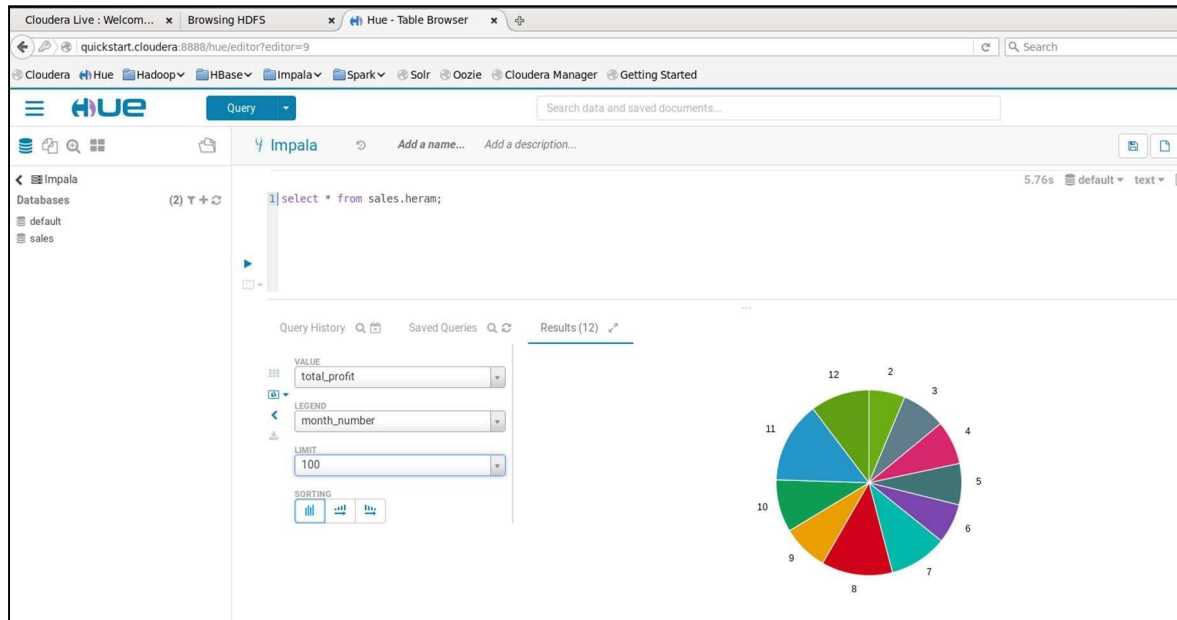 Cloudera Live : Welcom... × Browsing HDFS × Hue - Table Browser ×
quickstart.cloudera:8888/hue/editor?editor=9 Search
Cloudera Hue Hadoop HBase Impala Spark Solr Oozie Cloudera Manager Getting Started
HUE Query Search data and saved documents...
Impala Add a name... Add a description...
Impala
Databases (2)
default
sales
5.76s default text
1 select * from sales.heram;
Query History Saved Queries Results (12)
VALUE
total_profit
LEGEND
month_number
LIMIT
100
SORTING
12 2
3
11 4
5
10 6
9 7
8